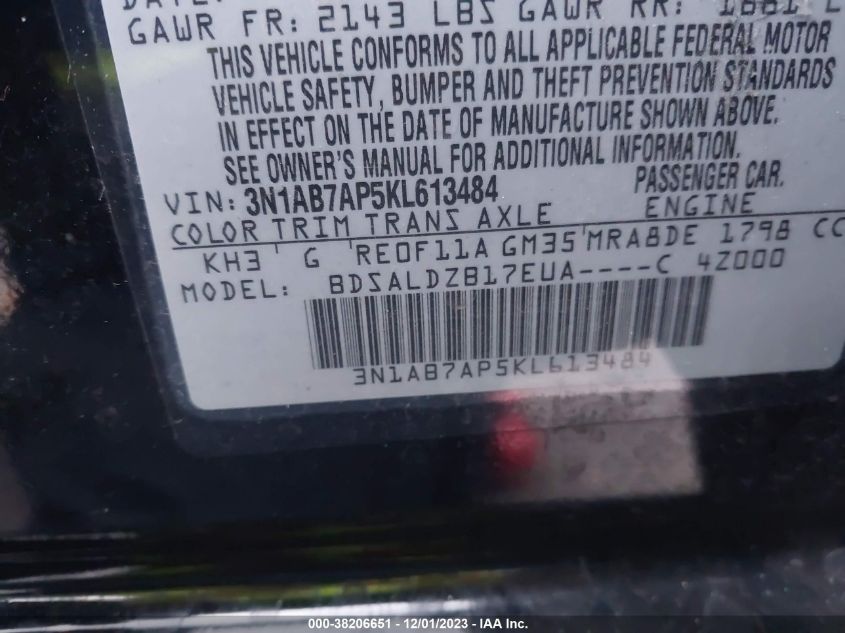 GAWR FR: 2143 LBS GAWR RR: 1881 L
THIS VEHICLE CONFORMS TO ALL APPLICABLE FEDERAL MOTOR
VEHICLE SAFETY, BUMPER AND THEFT PREVENTION STANDARDS
IN EFFECT ON THE DATE OF MANUFACTURE SHOWN ABOVE.
SEE OWNER'S MANUAL FOR ADDITIONAL INFORMATION.
VIN: 3N1AB7AP5KL613484 PASSENGER CAR.
COLOR TRIM TRANS AXLE ENGINE
KH3 G RE0F11A GM35 MRA8DE 1798 CC
MODEL: BDSALDZB17EUA----C 4Z000
3N1AB7AP5KL613484
000-38206651 - 12/01/2023 - IAAI Inc.